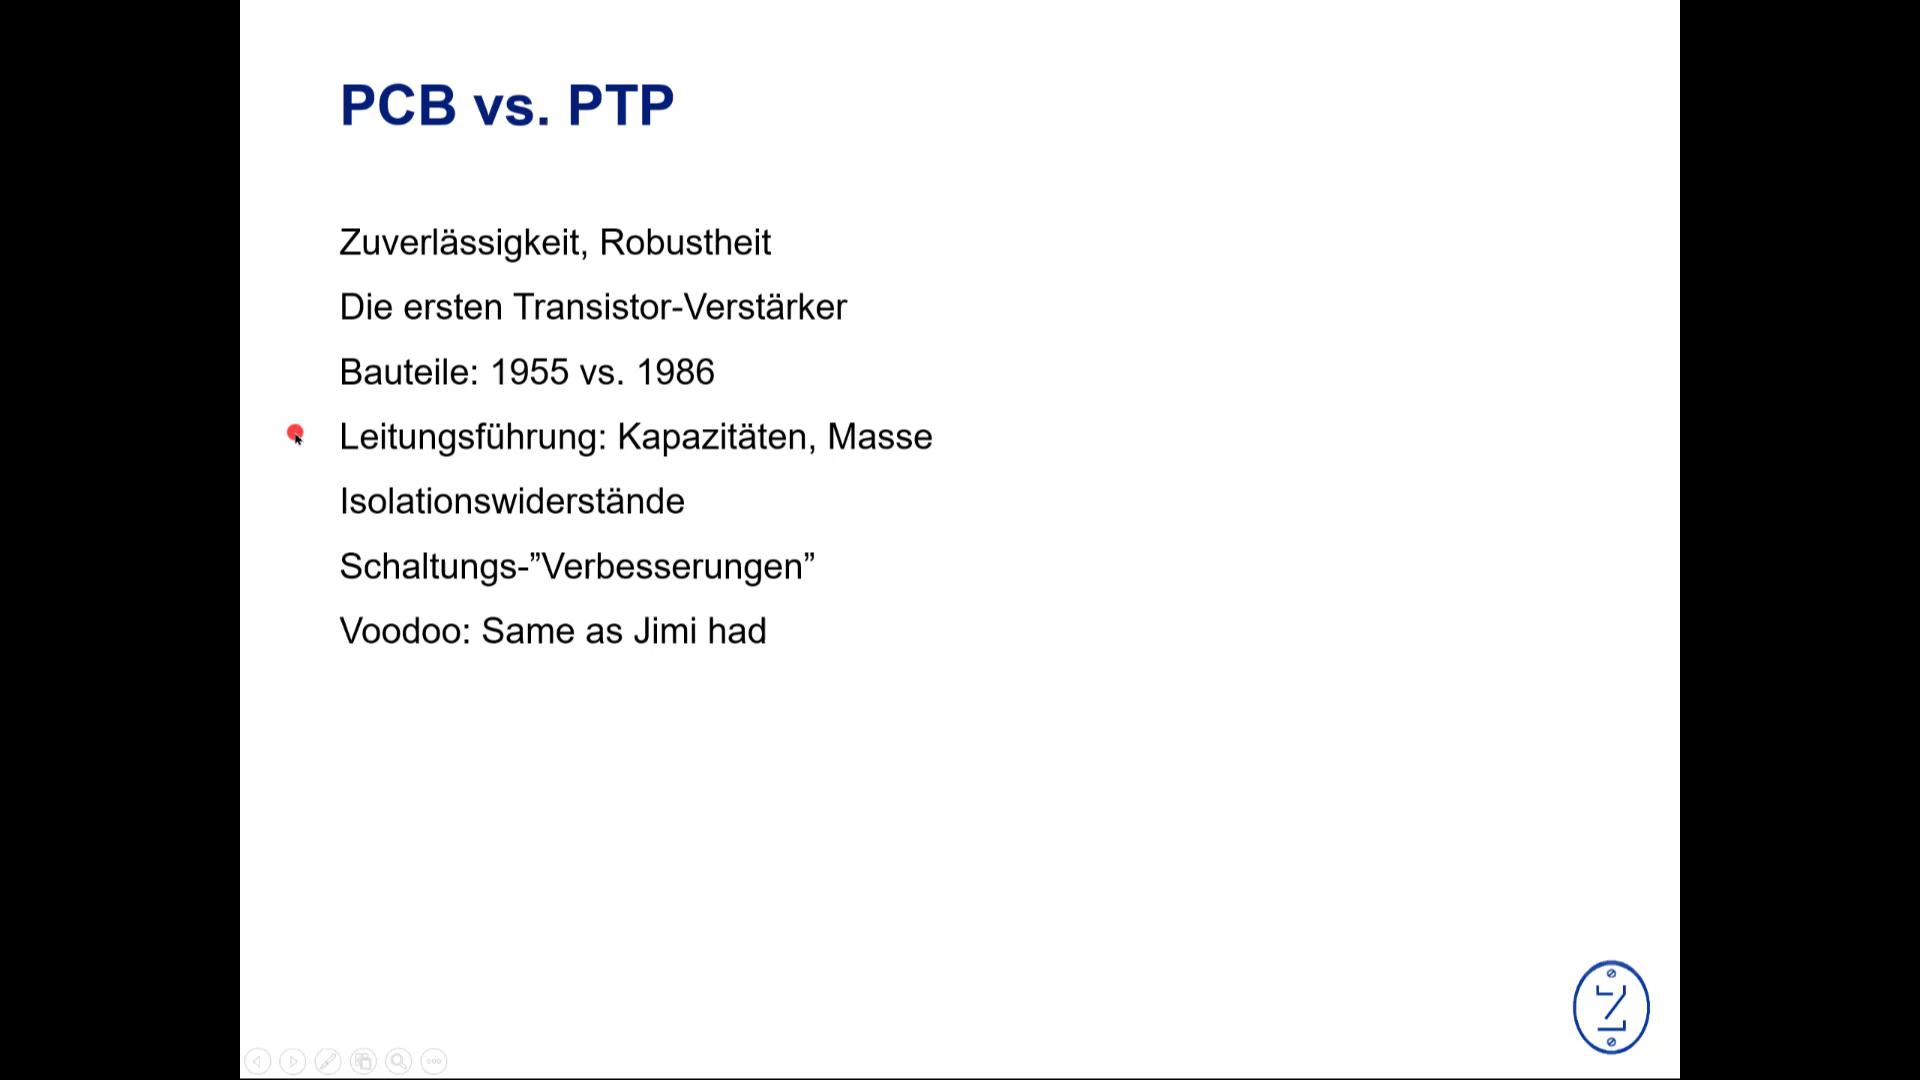 PCB vs. PTP
Zuverlässigkeit, Robustheit
Die ersten Transistor-Verstärker
Bauteile: 1955 vs. 1986
Leitungsführung: Kapazitäten, Masse
Isolationswiderstände
Schaltungs-”Verbesserungen”
Voodoo: Same as Jimi had